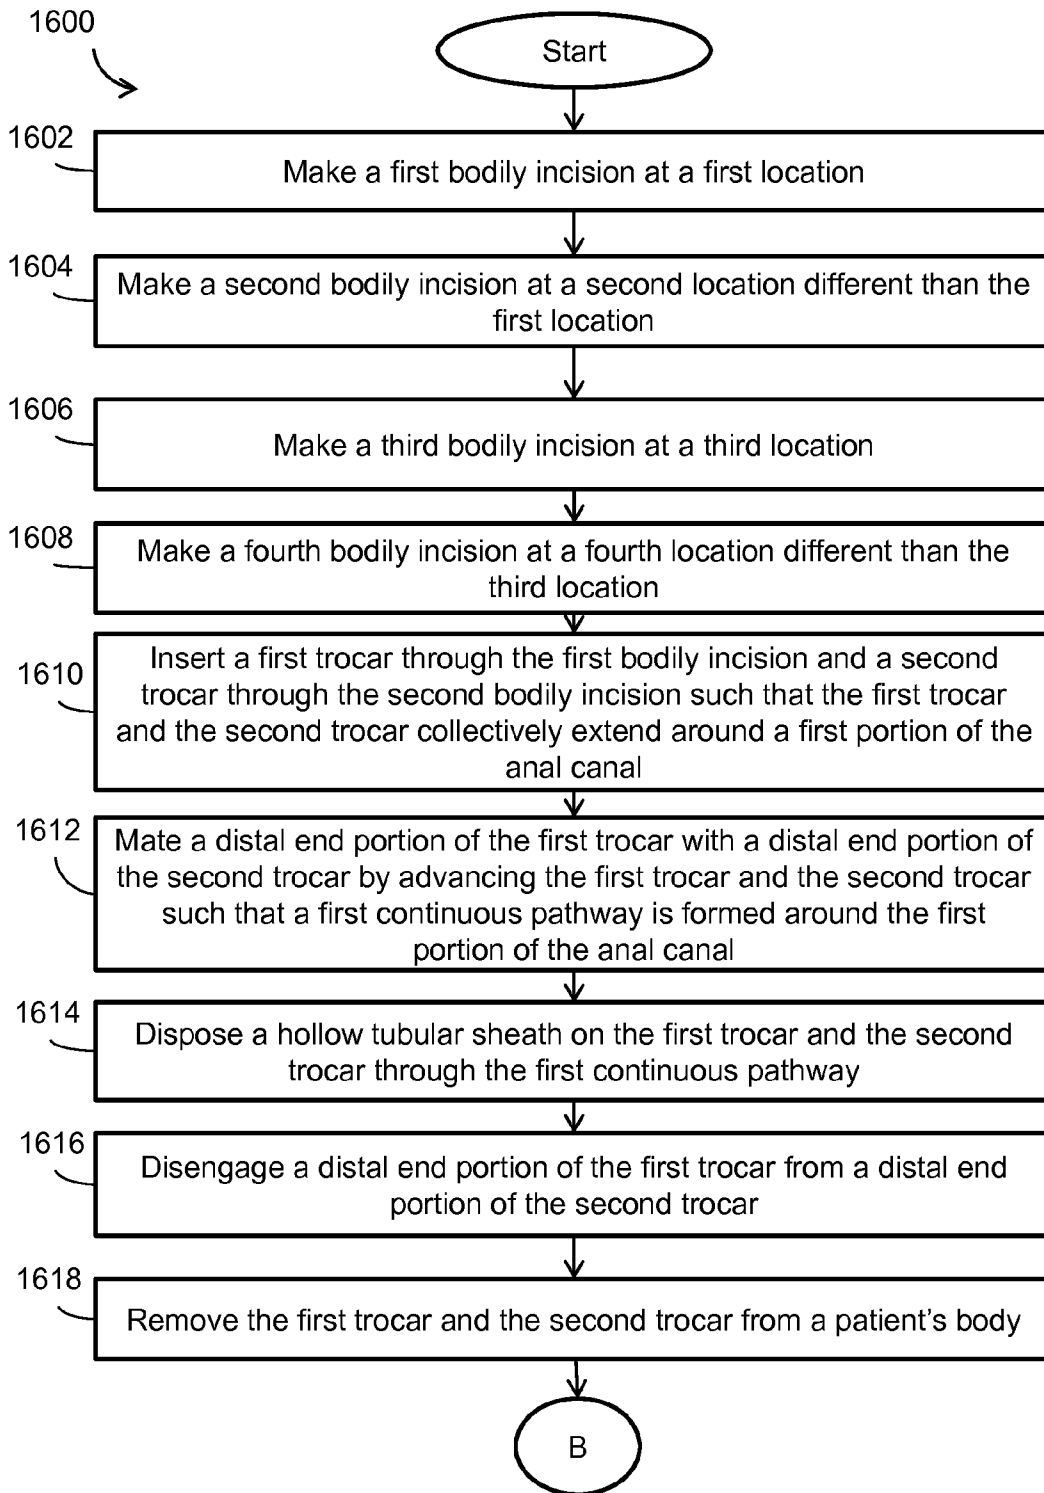 1600
Start
1602
Make a first bodily incision at a first location
1604
Make a second bodily incision at a second location different than the
first location
1606
Make a third bodily incision at a third location
1608
Make a fourth bodily incision at a fourth location different than the
third location
1610
Insert a first trocar through the first bodily incision and a second
trocar through the second bodily incision such that the first trocar
and the second trocar collectively extend around a first portion of the
anal canal
1612
Mate a distal end portion of the first trocar with a distal end portion of
the second trocar by advancing the first trocar and the second trocar
such that a first continuous pathway is formed around the first
portion of the anal canal
1614
Dispose a hollow tubular sheath on the first trocar and the second
trocar through the first continuous pathway
1616
Disengage a distal end portion of the first trocar from a distal end
portion of the second trocar
1618
Remove the first trocar and the second trocar from a patient's body
B